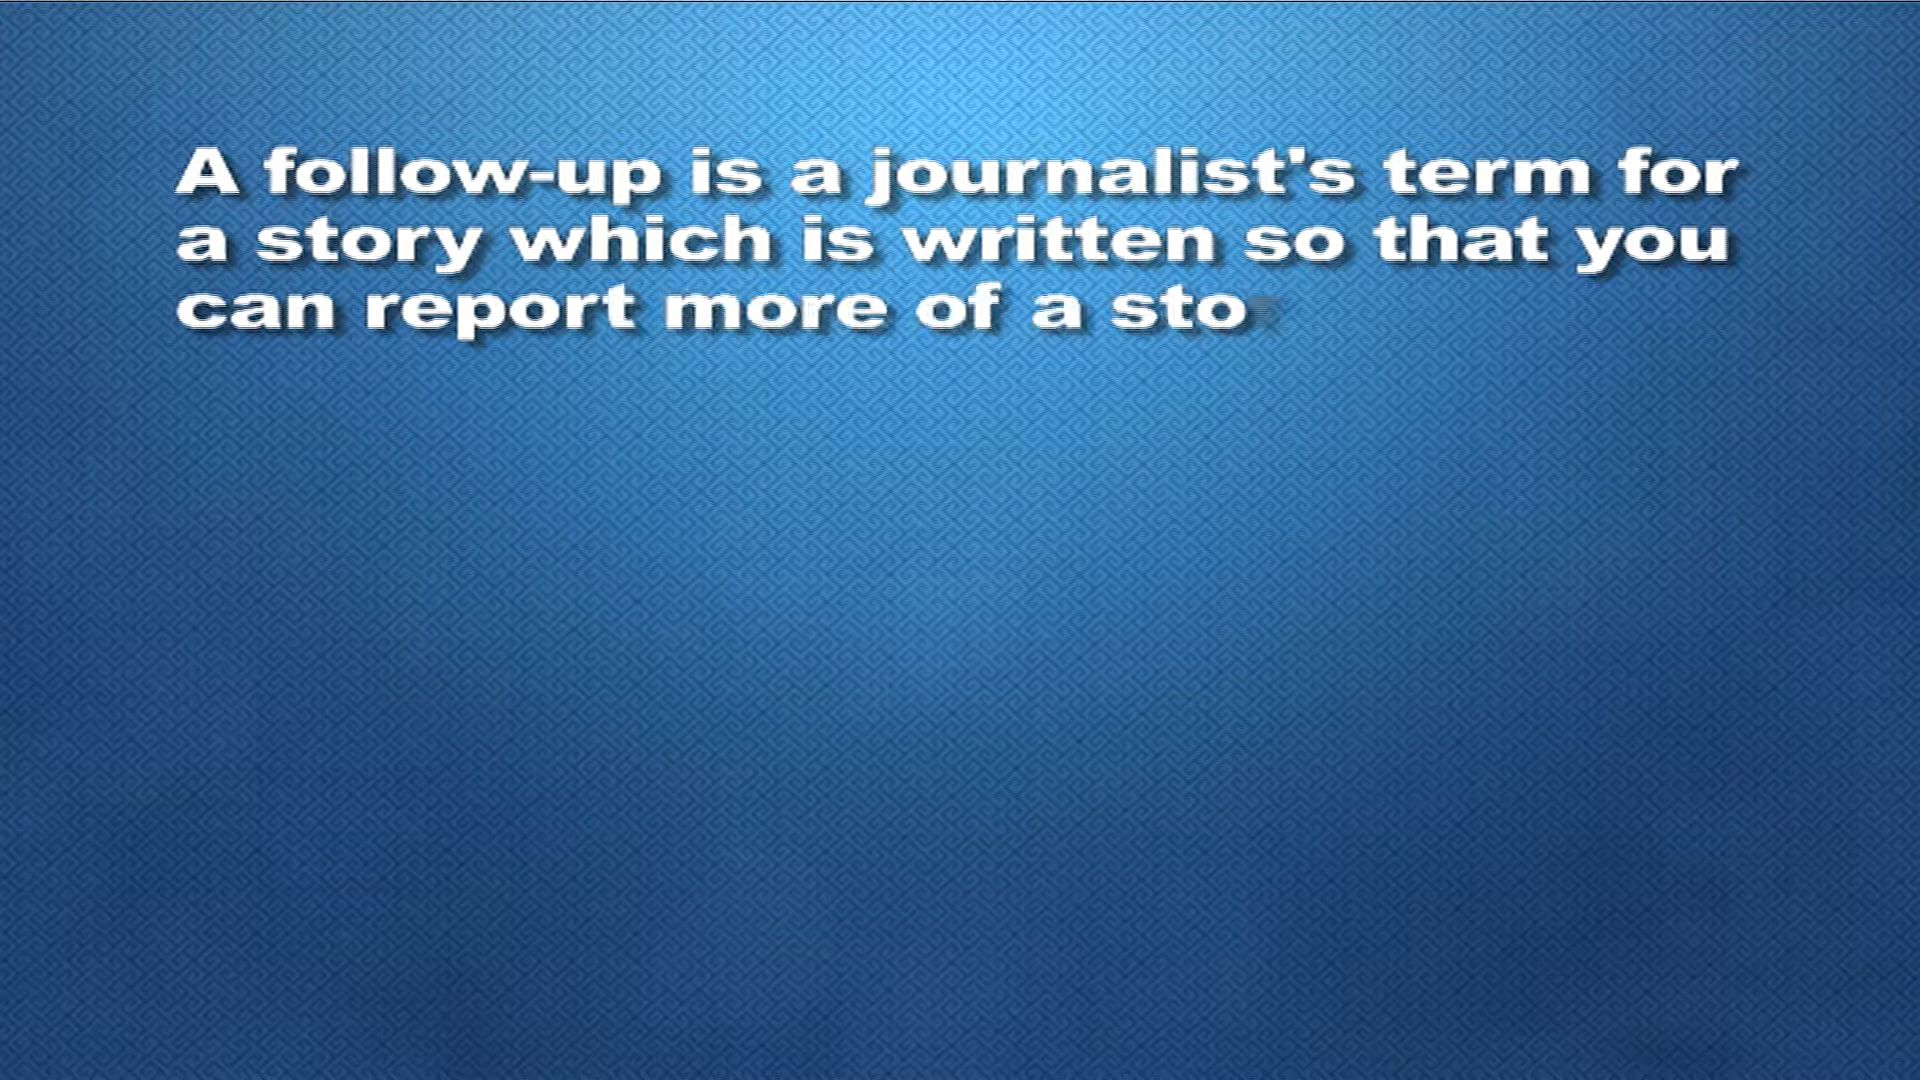 A follow-up is a journalist's term for
a story which is written so that you
can report more of a sto